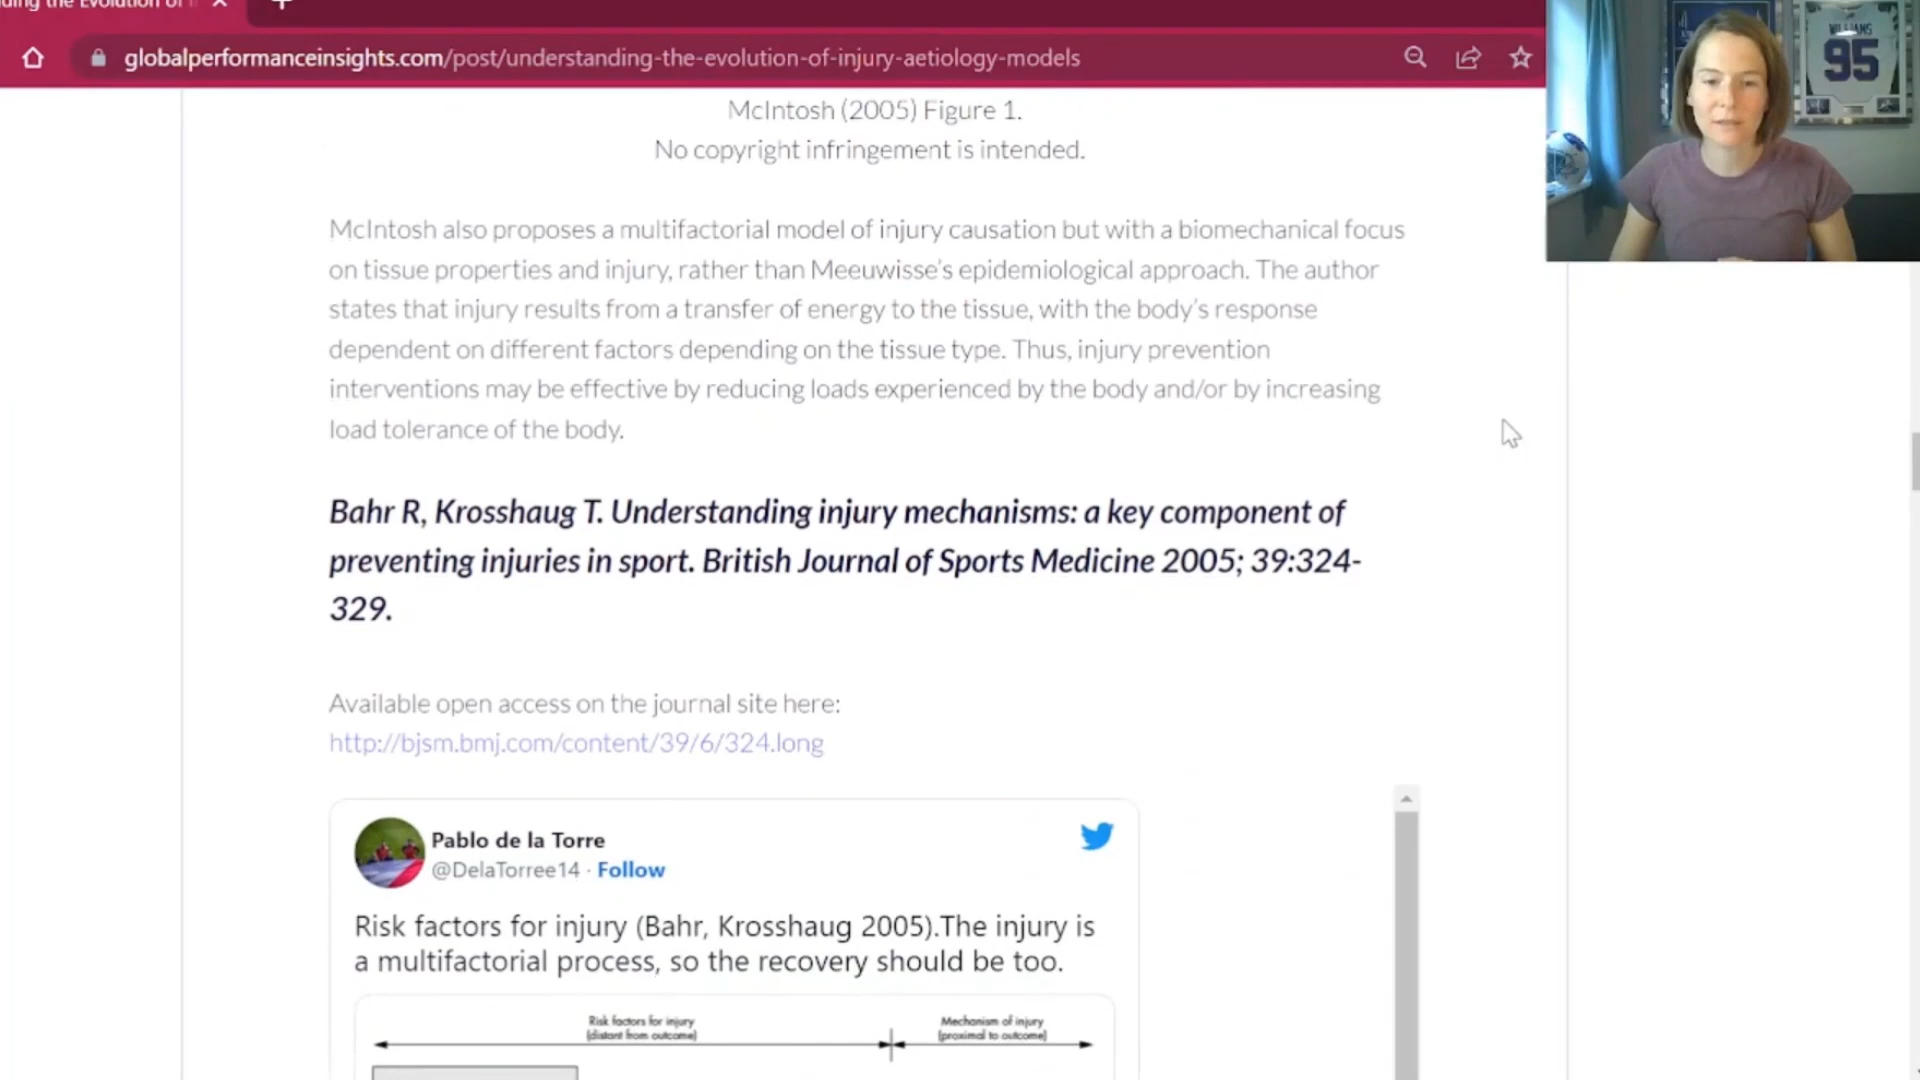 globalperformanceinsights.com/post/understanding-the-evolution-of-injury-aetiology-models
WILLIAMS
95
McIntosh (2005) Figure 1.
No copyright infringement is intended.
McIntosh also proposes a multifactorial model of injury causation but with a biomechanical focus
on tissue properties and injury, rather than Meeuwisse's epidemiological approach. The author
states that injury results from a transfer of energy to the tissue, with the body's response
dependent on different factors depending on the tissue type. Thus, injury prevention
interventions may be effective by reducing loads experienced by the body and/or by increasing
load tolerance of the body.
Bahr R, Krosshaug T. Understanding injury mechanisms: a key component of
preventing injuries in sport. British Journal of Sports Medicine 2005; 39:324-
329.
Available open access on the journal site here:
http://bjsm.bmj.com/content/39/6/324.long
Pablo de la Torre
@DelaTorree14 · Follow
Risk factors for injury (Bahr, Krosshaug 2005).The injury is
a multifactorial process, so the recovery should be too.
Risk factors for injury
(distant from outcome)
Mechanism of injury
(proximal to outcome)